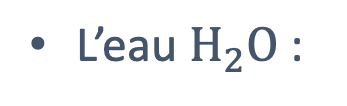 • L’eau H₂O :